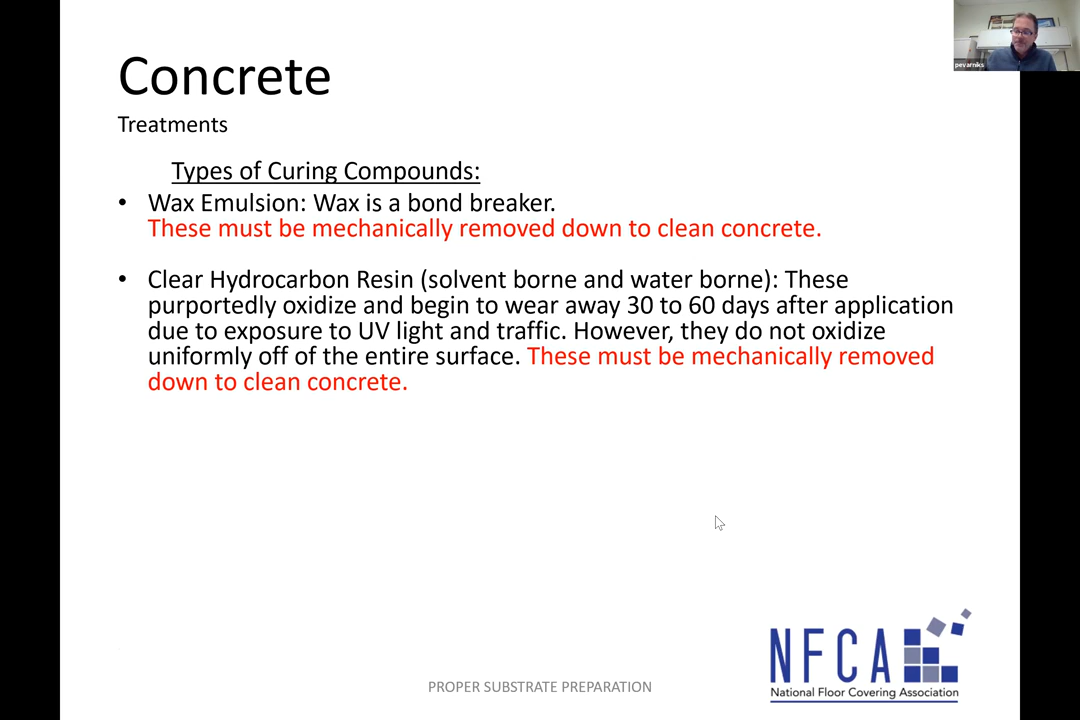 Concrete
Treatments
Types of Curing Compounds:
• Wax Emulsion: Wax is a bond breaker.
These must be mechanically removed down to clean concrete.
• Clear Hydrocarbon Resin (solvent borne and water borne): These
purportedly oxidize and begin to wear away 30 to 60 days after application
due to exposure to UV light and traffic. However, they do not oxidize
uniformly off of the entire surface. These must be mechanically removed
down to clean concrete.
PROPER SUBSTRATE PREPARATION
NFCA
National Floor Covering Association
pevarniks